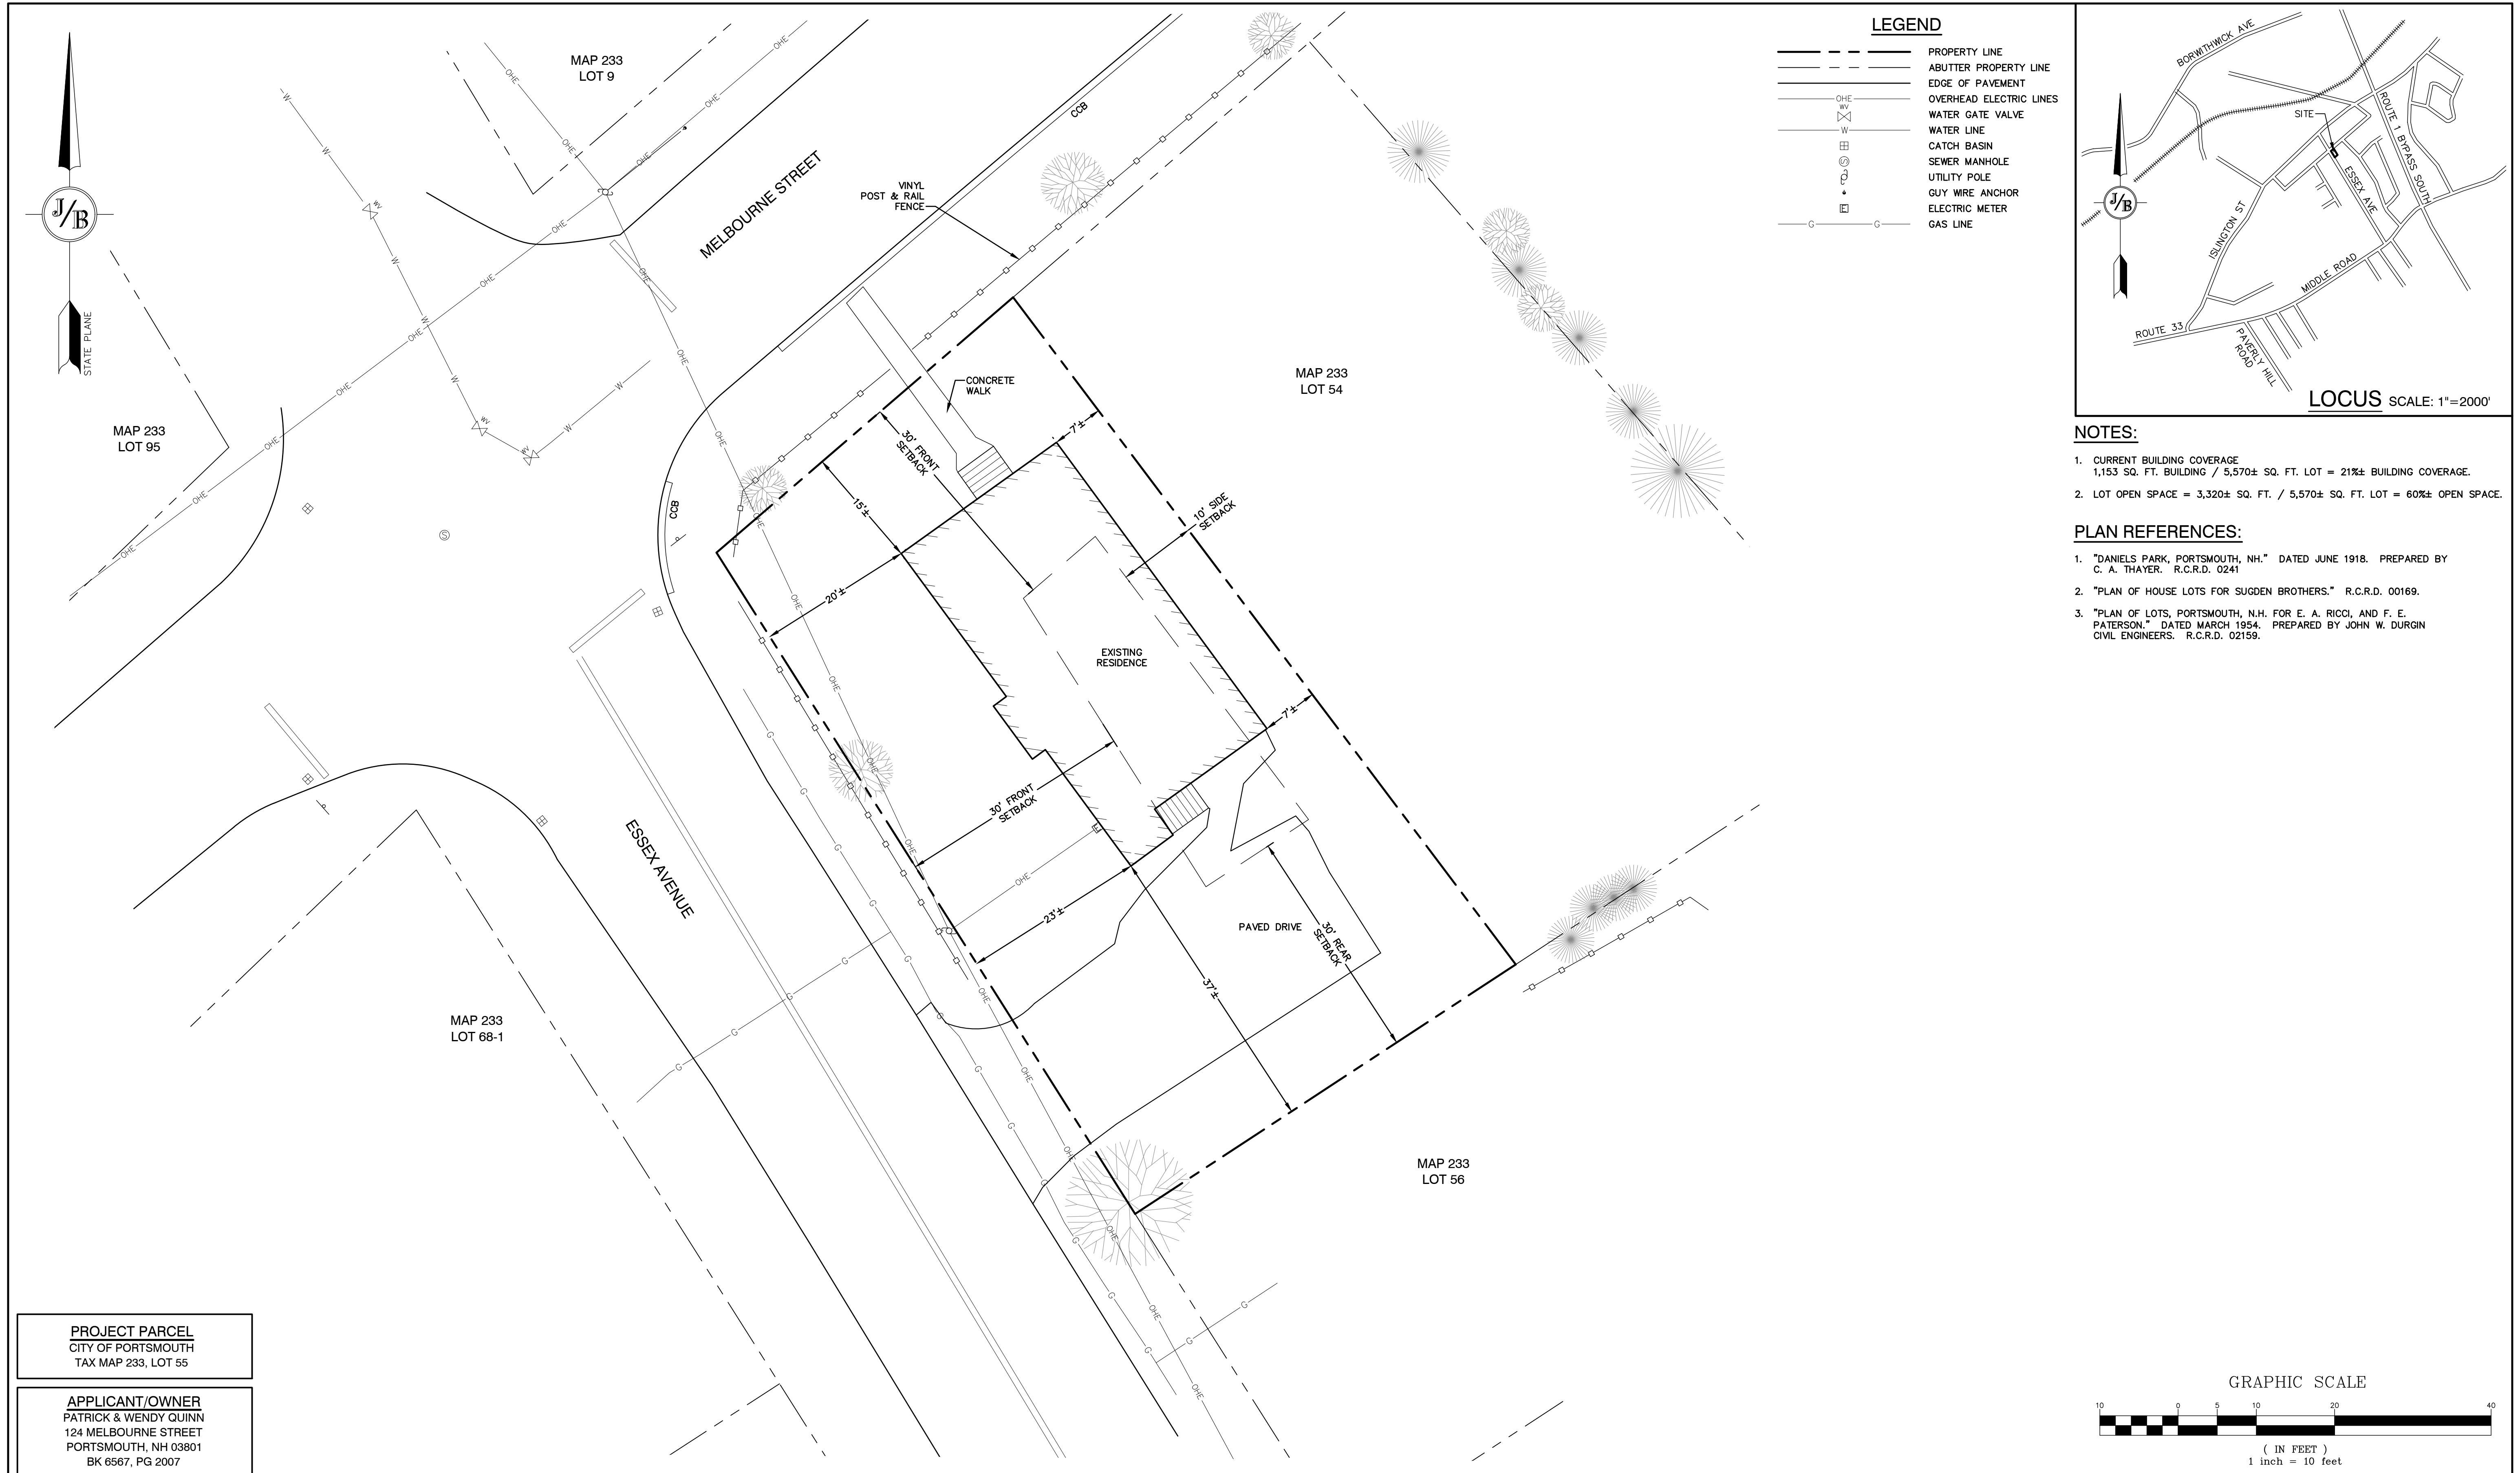 LEGEND
PROPERTY LINE
ABUTTER PROPERTY LINE
EDGE OF PAVEMENT
OHE OVERHEAD ELECTRIC LINES
WV WATER GATE VALVE
W WATER LINE
CATCH BASIN
S SEWER MANHOLE
UTILITY POLE
GUY WIRE ANCHOR
E ELECTRIC METER
G G GAS LINE
BORWITHWICK AVE
SITE
ROUTE 1 BYPASS SOUTH
ESSEX AVE
ISLINGTON ST
MIDDLE ROAD
ROUTE 33
PAVERLY HILL
ROAD
J/B
LOCUS SCALE: 1"=2000'
NOTES:
1. CURRENT BUILDING COVERAGE
1,153 SQ. FT. BUILDING / 5,570± SQ. FT. LOT = 21%± BUILDING COVERAGE.
2. LOT OPEN SPACE = 3,320± SQ. FT. / 5,570± SQ. FT. LOT = 60%± OPEN SPACE.
PLAN REFERENCES:
1. "DANIELS PARK, PORTSMOUTH, NH." DATED JUNE 1918. PREPARED BY
C. A. THAYER. R.C.R.D. 0241
2. "PLAN OF HOUSE LOTS FOR SUGDEN BROTHERS." R.C.R.D. 00169.
3. "PLAN OF LOTS, PORTSMOUTH, N.H. FOR E. A. RICCI, AND F. E.
PATERSON." DATED MARCH 1954. PREPARED BY JOHN W. DURGIN
CIVIL ENGINEERS. R.C.R.D. 02159.
J/B
STATE PLANE
MAP 233
LOT 9
MAP 233
LOT 95
MELBOURNE STREET
CCB
VINYL
POST & RAIL
FENCE
CONCRETE
WALK
MAP 233
LOT 54
30' FRONT
SETBACK
7'±
15'±
20'±
10' SIDE
SETBACK
CCB
EXISTING
RESIDENCE
7'±
30' FRONT
SETBACK
ESSEX AVENUE
23'±
PAVED DRIVE
30' REAR
SETBACK
37'±
MAP 233
LOT 68-1
MAP 233
LOT 56
PROJECT PARCEL
CITY OF PORTSMOUTH
TAX MAP 233, LOT 55
APPLICANT/OWNER
PATRICK & WENDY QUINN
124 MELBOURNE STREET
PORTSMOUTH, NH 03801
BK 6567, PG 2007
GRAPHIC SCALE
10 0 5 10 20 40
( IN FEET )
1 inch = 10 feet